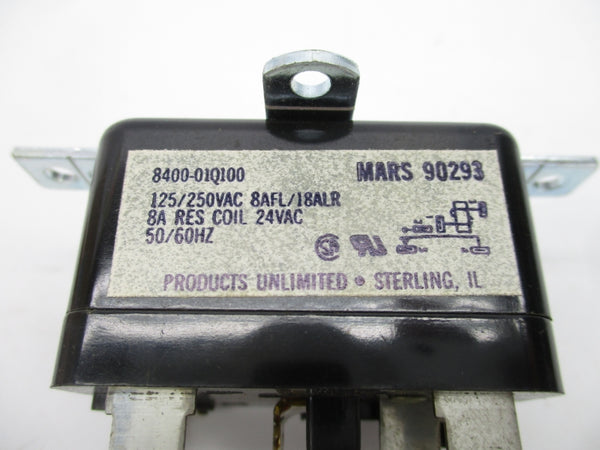 8400-01Q100
MARS 90293
125/250VAC 8AFL/18ALR
8A RES COIL 24VAC
50/60HZ
PRODUCTS UNLIMITED • STERLING, IL